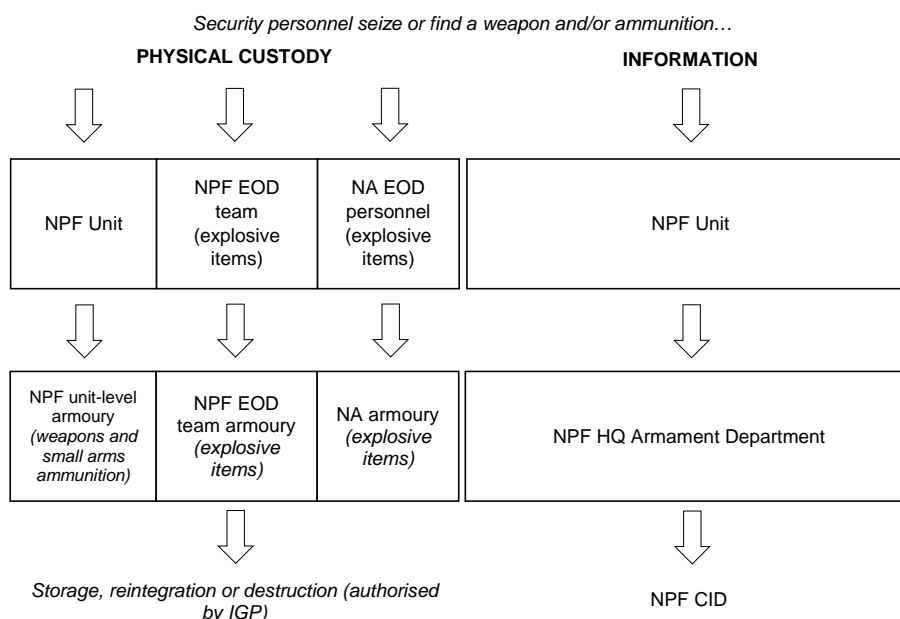 Security personnel seize or find a weapon and/or ammunition…
PHYSICAL CUSTODY
INFORMATION
NPF Unit
NPF EOD
team
(explosive
items)
NA EOD
personnel
(explosive
items)
NPF Unit
NPF unit-level
armoury
(weapons and
small arms
ammunition)
NPF EOD
team armoury
(explosive
items)
NA armoury
(explosive
items)
NPF HQ Armament Department
Storage, reintegration or destruction (authorised
by IGP)
NPF CID